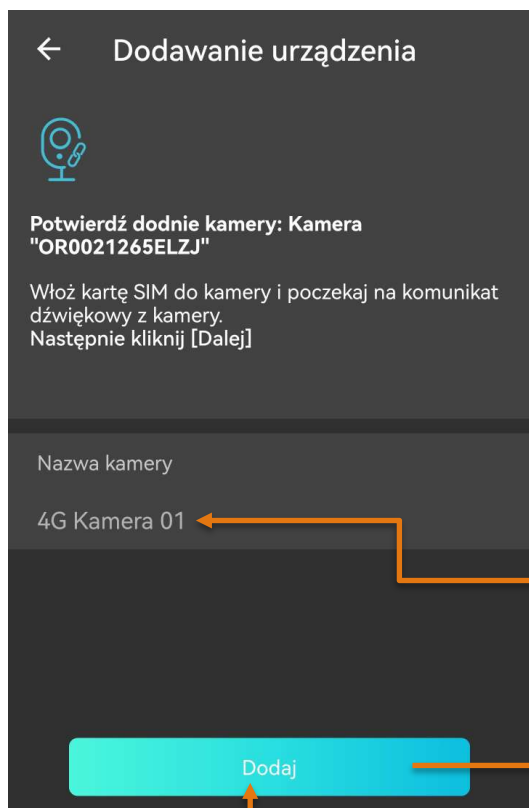 Dodawanie urządzenia
Potwierdź dodnie kamery: Kamera
"OR0021265ELZJ"
Włoż kartę SIM do kamery i poczekaj na komunikat
dźwiękowy z kamery.
Następnie kliknij [Dalej]
Nazwa kamery
4G Kamera 01
Dodaj